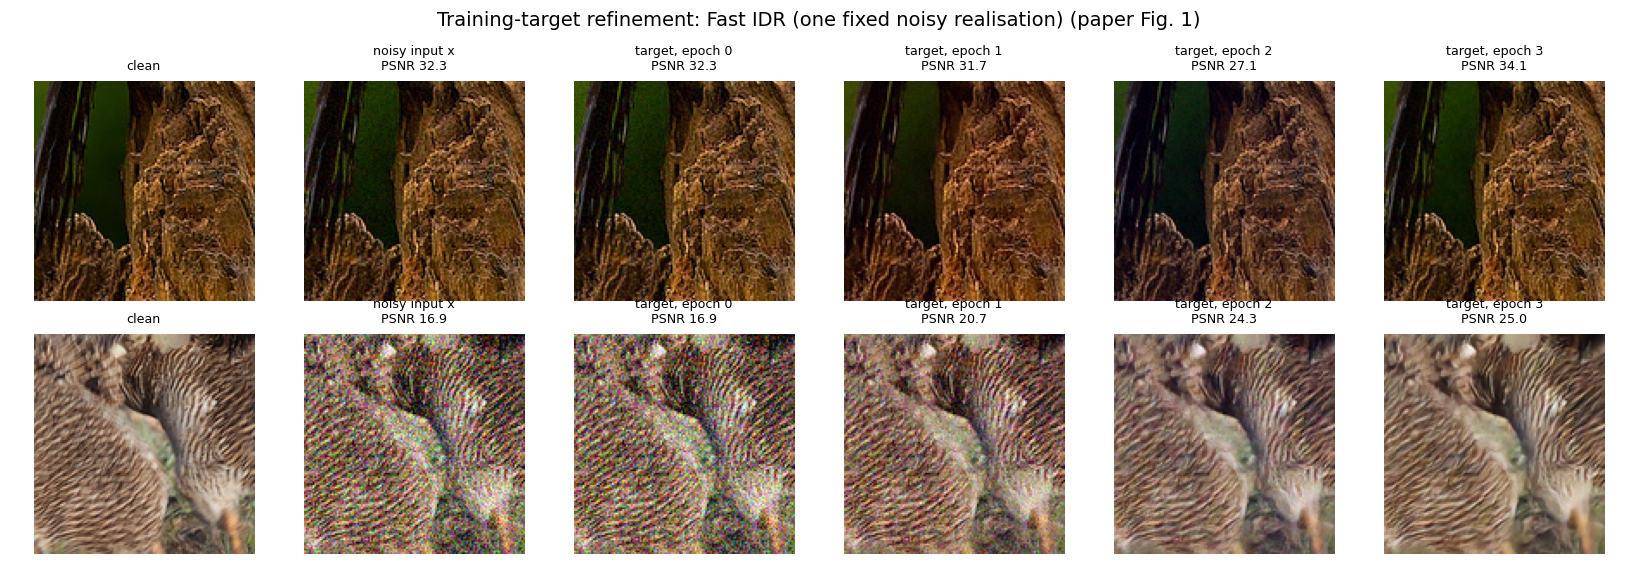 Training-target refinement: Fast IDR (one fixed noisy realisation) (paper Fig. 1)
clean
noisy input x
PSNR 32.3
target, epoch 0
PSNR 32.3
target, epoch 1
PSNR 31.7
target, epoch 2
PSNR 27.1
target, epoch 3
PSNR 34.1
clean
noisy input x
PSNR 16.9
target, epoch 0
PSNR 16.9
target, epoch 1
PSNR 20.7
target, epoch 2
PSNR 24.3
target, epoch 3
PSNR 25.0